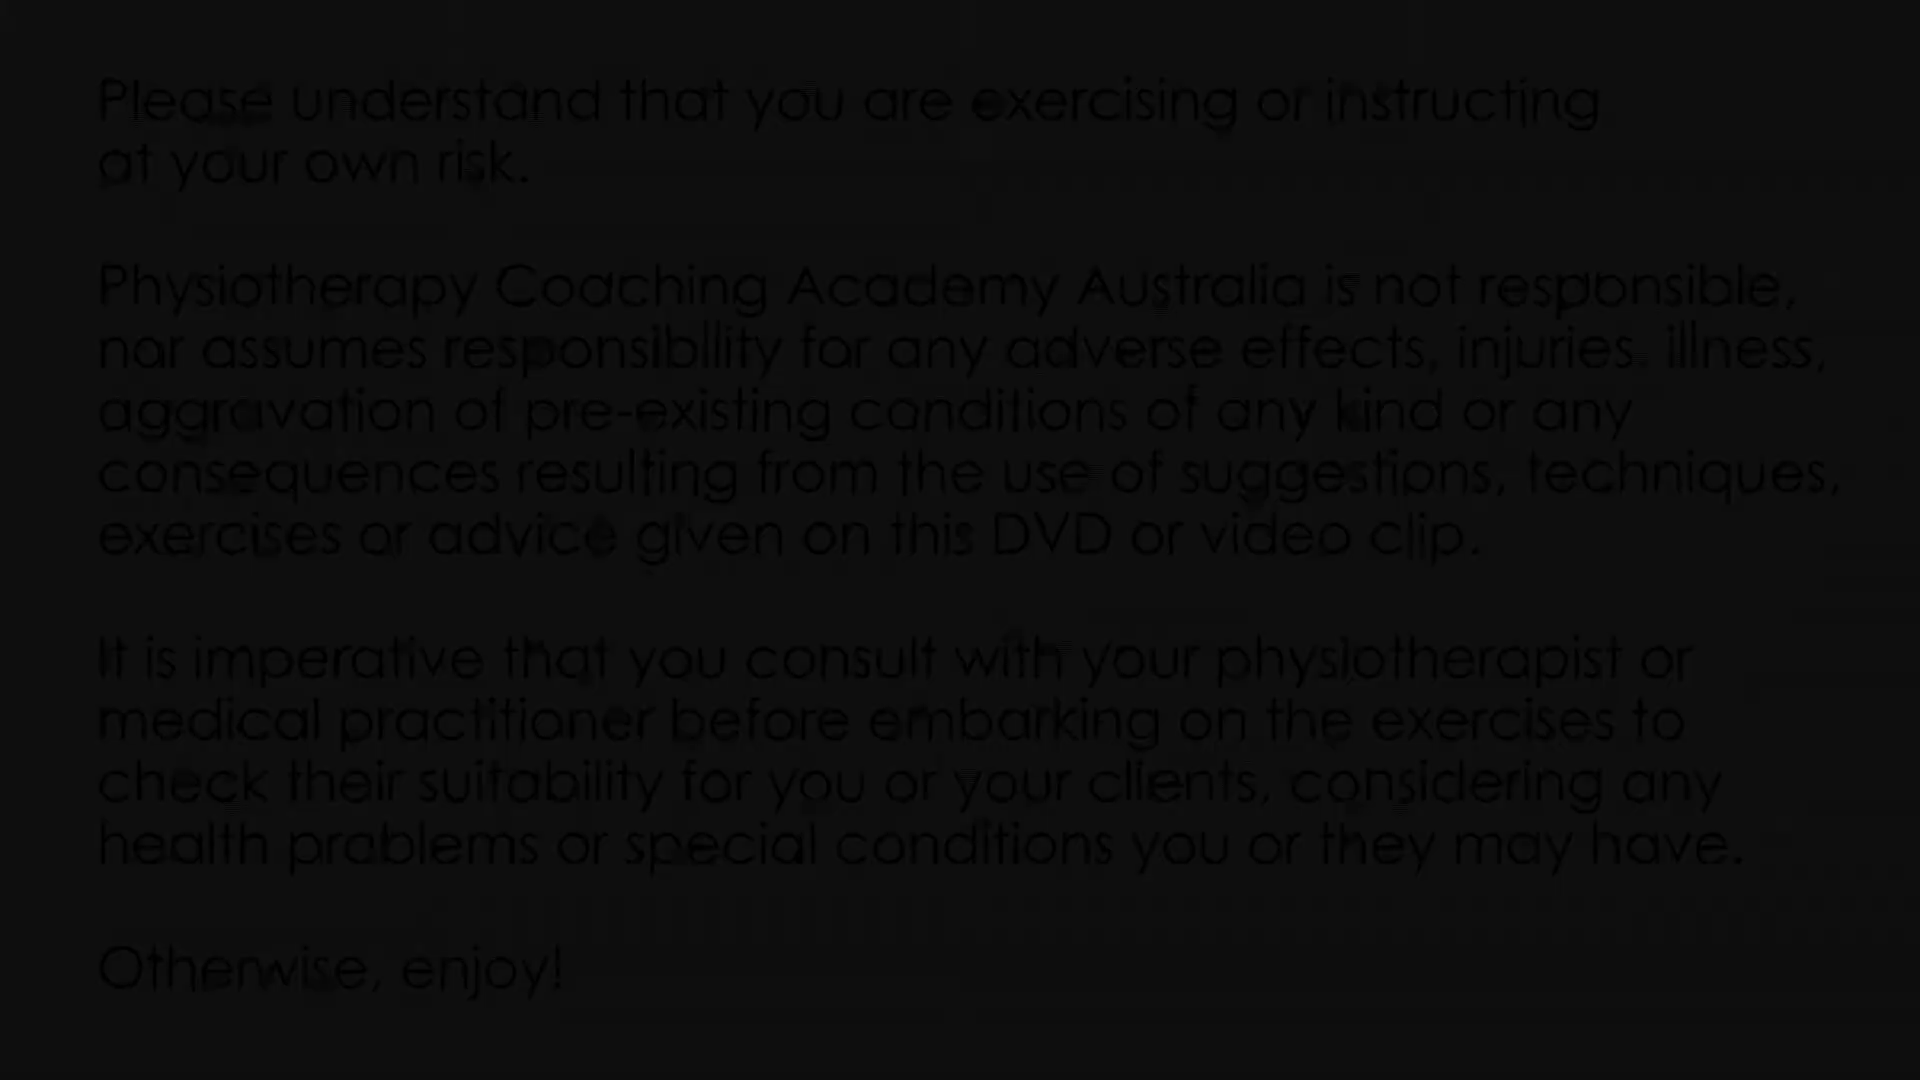 Please understand that you are exercising or instructing
at your own risk.
Physiotherapy Coaching Academy Australia is not responsible,
nor assumes responsibility for any adverse effects, injuries. illness,
aggravation of pre-existing conditions of any kind or any
consequences resulting from the use of suggestions, techniques,
exercises or advice given on this DVD or video clip.
It is imperative that you consult with your physiotherapist or
medical practitioner before embarking on the exercises to
check their suitability for you or your clients, considering any
health problems or special conditions you or they may have.
Otherwise, enjoy!